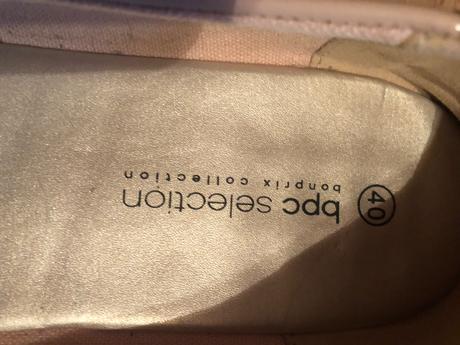 40
bpc selection
bonprix collection